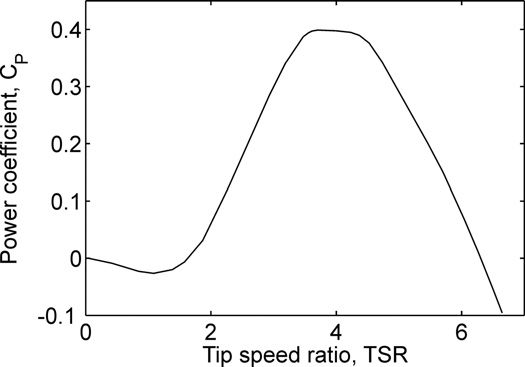 0.4
0.3
0.2
0.1
0
-0.1
Power coefficient, CP
0 2 4 6
Tip speed ratio, TSR